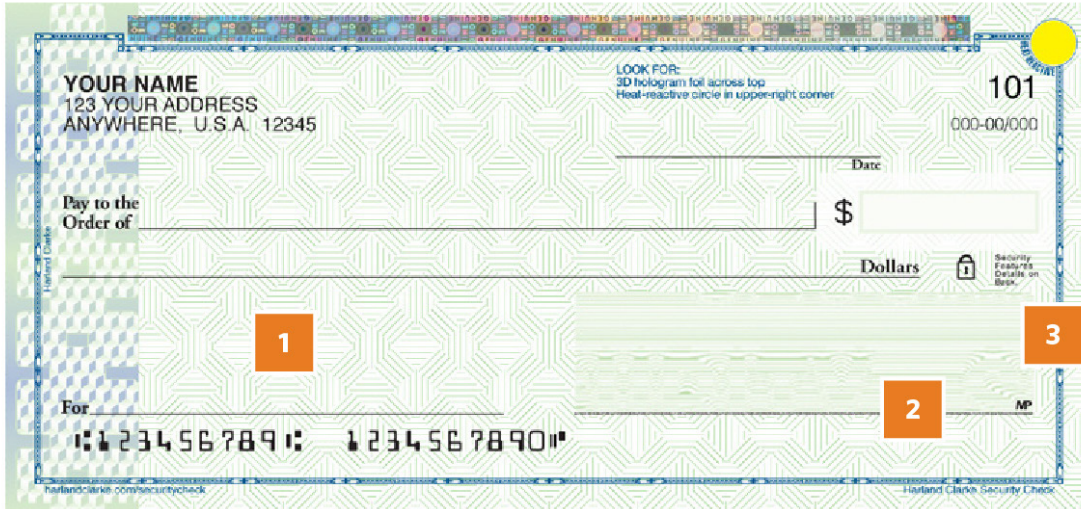 YOUR NAME
123 YOUR ADDRESS
ANYWHERE, U.S.A. 12345
LOOK FOR:
3D hologram foil across top
Heat-reactive circle in upper-right corner
101
000-00/000
Date
Pay to the
Order of
$
Dollars
Security
Features
Details on
Back.
Harland Clarke
1
3
2
For
MP
⑆123456789⑆ 1234567890⑈
harlandclarke.com/securitycheck
Harland Clarke Security Check